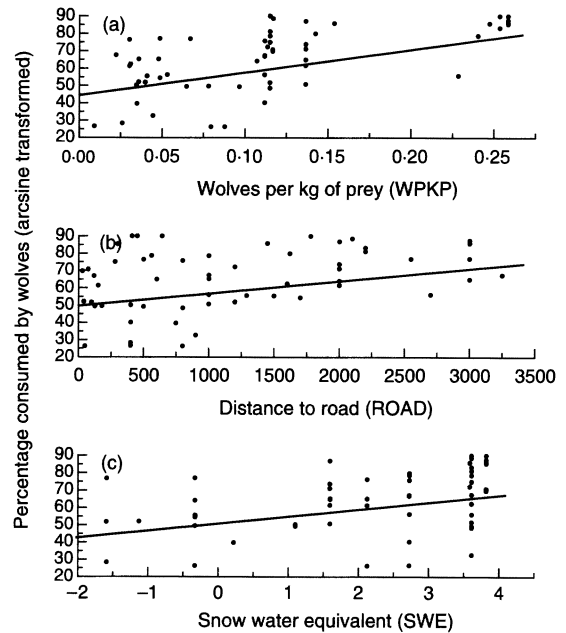 Percentage consumed by wolves (arcsine transformed)
(a)
90
80
70
60
50
40
30
20
0·00 0·05 0·10 0·15 0·20 0·25
Wolves per kg of prey (WPKP)
(b)
90
80
70
60
50
40
30
20
0 500 1000 1500 2000 2500 3000 3500
Distance to road (ROAD)
(c)
90
80
70
60
50
40
30
20
−2 −1 0 1 2 3 4
Snow water equivalent (SWE)